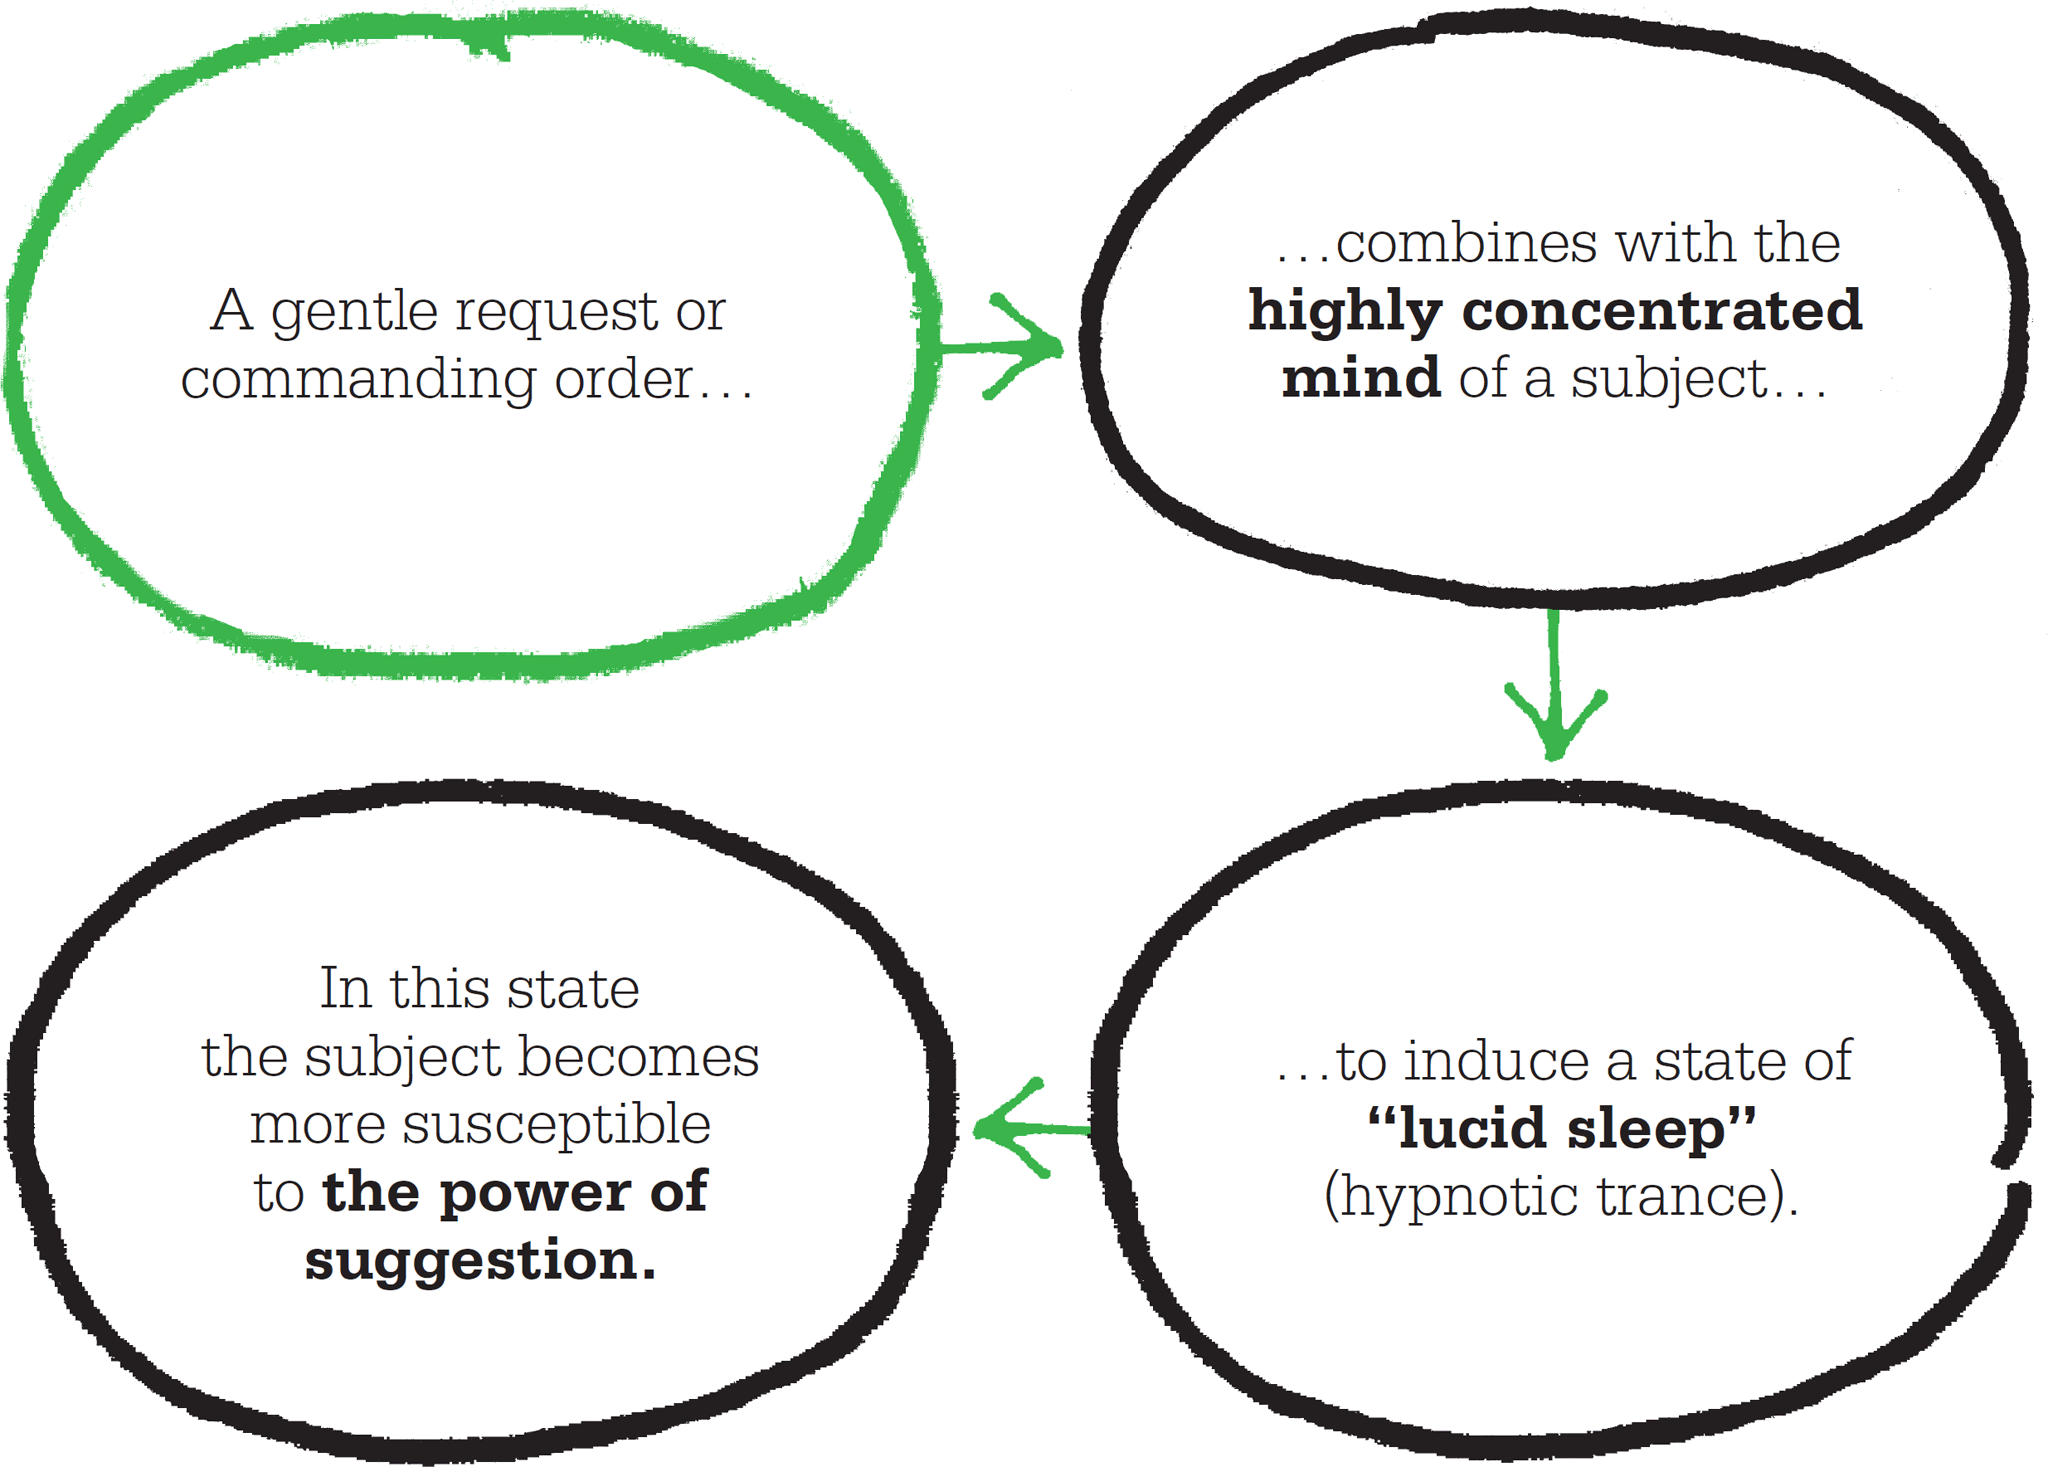 A gentle request or
commanding order…
…combines with the
highly concentrated
mind of a subject…
…to induce a state of
“lucid sleep”
(hypnotic trance).
In this state
the subject becomes
more susceptible
to the power of
suggestion.